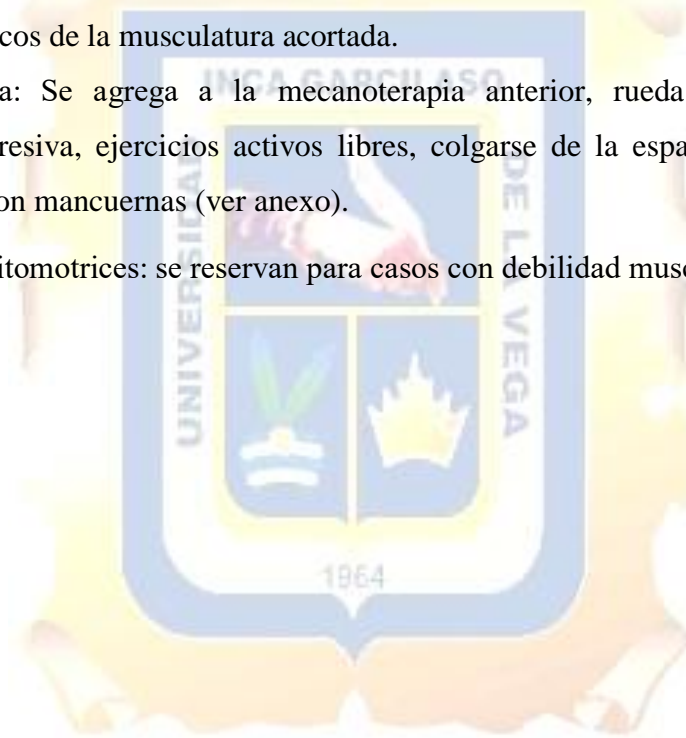 cos de la musculatura acortada.
a: Se agrega a la mecanoterapia anterior, rueda
resiva, ejercicios activos libres, colgarse de la espa
on mancuernas (ver anexo).
itomotrices: se reservan para casos con debilidad musc
INCA GARCILASO
UNIVERSIDAD
DE LA VEGA
1964